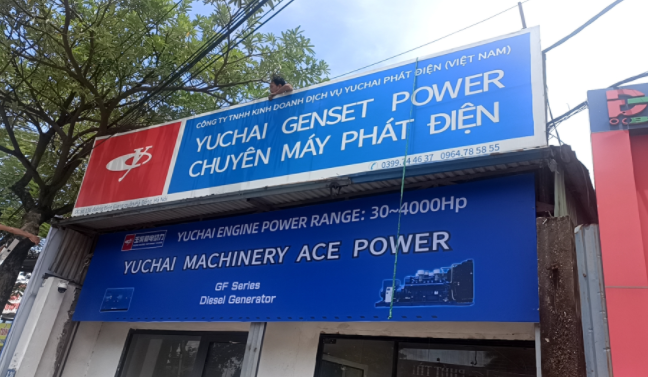 CÔNG TY TNHH KINH DOANH DỊCH VỤ YUCHAI PHÁT ĐIỆN (VIỆT NAM)
YUCHAI GENSET POWER
CHUYÊN MÁY PHÁT ĐIỆN
0399.74 46 37 0964.78 58 55
YUCHAI ENGINE POWER RANGE: 30~4000Hp
YUCHAI MACHINERY ACE POWER
GF Series
Diesel Generator